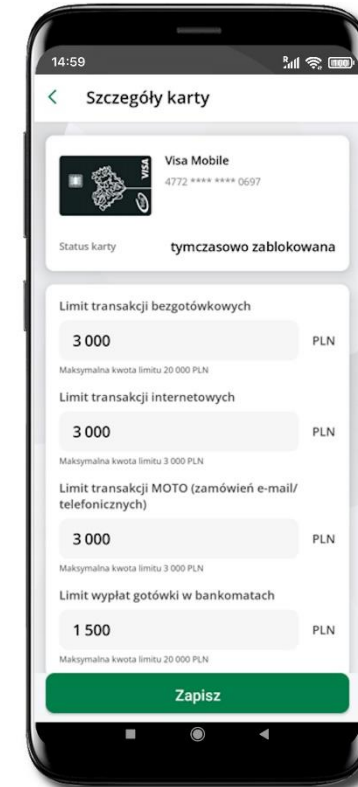 14:59
R
100
Szczegóły karty
VISA
Visa Mobile
4772 **** **** 0697
Status karty
tymczasowo zablokowana
Limit transakcji bezgotówkowych
3 000 PLN
Maksymalna kwota limitu 20 000 PLN
Limit transakcji internetowych
3 000 PLN
Maksymalna kwota limitu 3 000 PLN
Limit transakcji MOTO (zamówień e-mail/
telefonicznych)
3 000 PLN
Maksymalna kwota limitu 3 000 PLN
Limit wypłat gotówki w bankomatach
1 500 PLN
Maksymalna kwota limitu 20 000 PLN
Zapisz